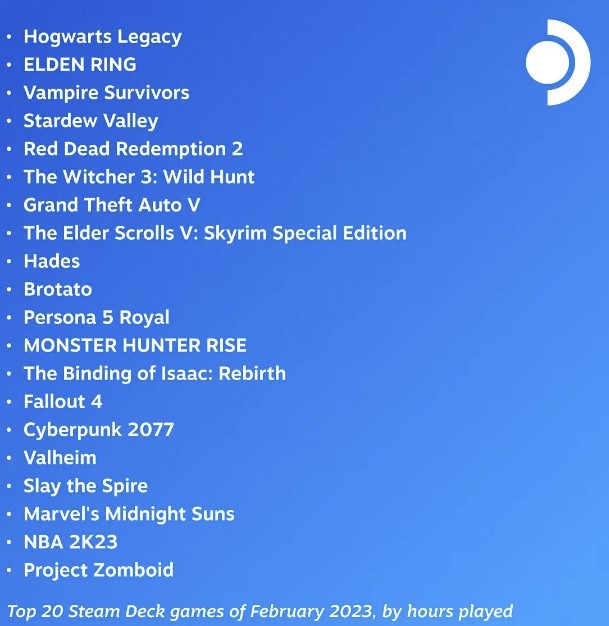 • Hogwarts Legacy
• ELDEN RING
• Vampire Survivors
• Stardew Valley
• Red Dead Redemption 2
• The Witcher 3: Wild Hunt
• Grand Theft Auto V
• The Elder Scrolls V: Skyrim Special Edition
• Hades
• Brotato
• Persona 5 Royal
• MONSTER HUNTER RISE
• The Binding of Isaac: Rebirth
• Fallout 4
• Cyberpunk 2077
• Valheim
• Slay the Spire
• Marvel's Midnight Suns
• NBA 2K23
• Project Zomboid
Top 20 Steam Deck games of February 2023, by hours played